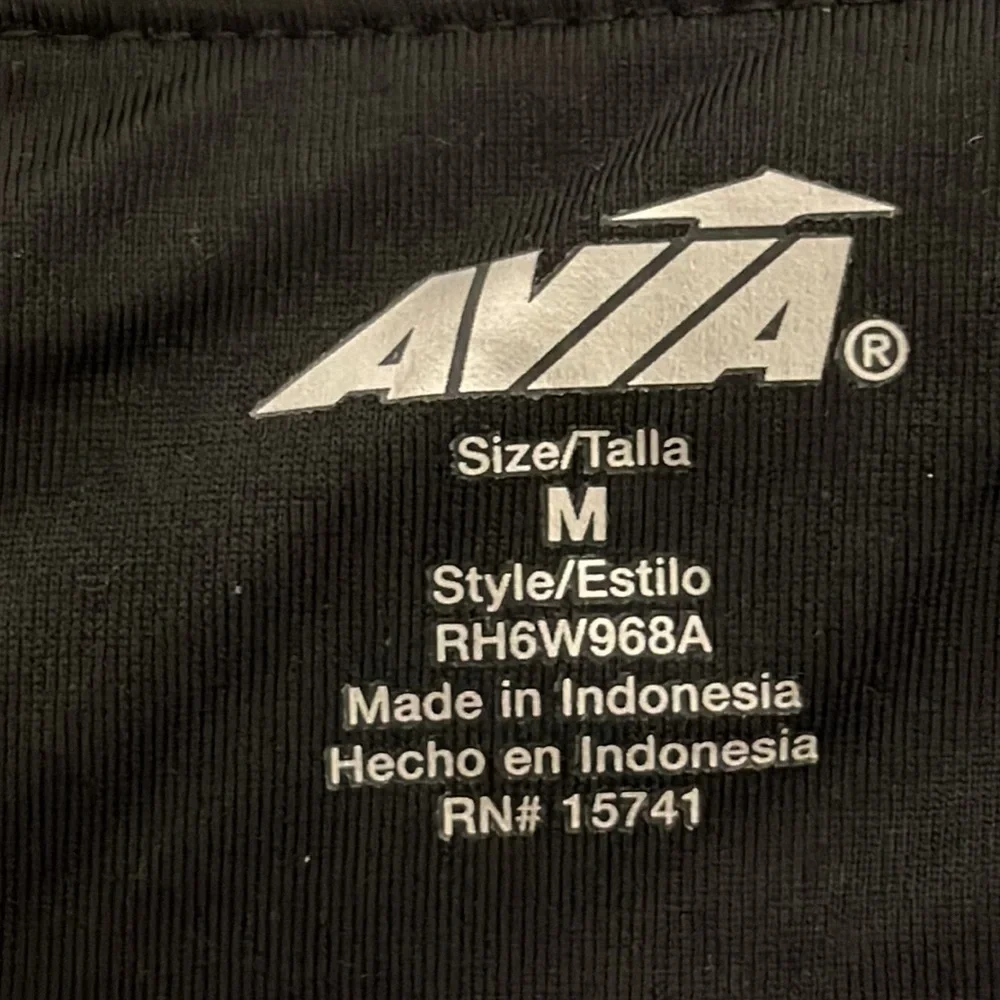 AVIA®
Size/Talla
M
Style/Estilo
RH6W968A
Made in Indonesia
Hecho en Indonesia
RN# 15741